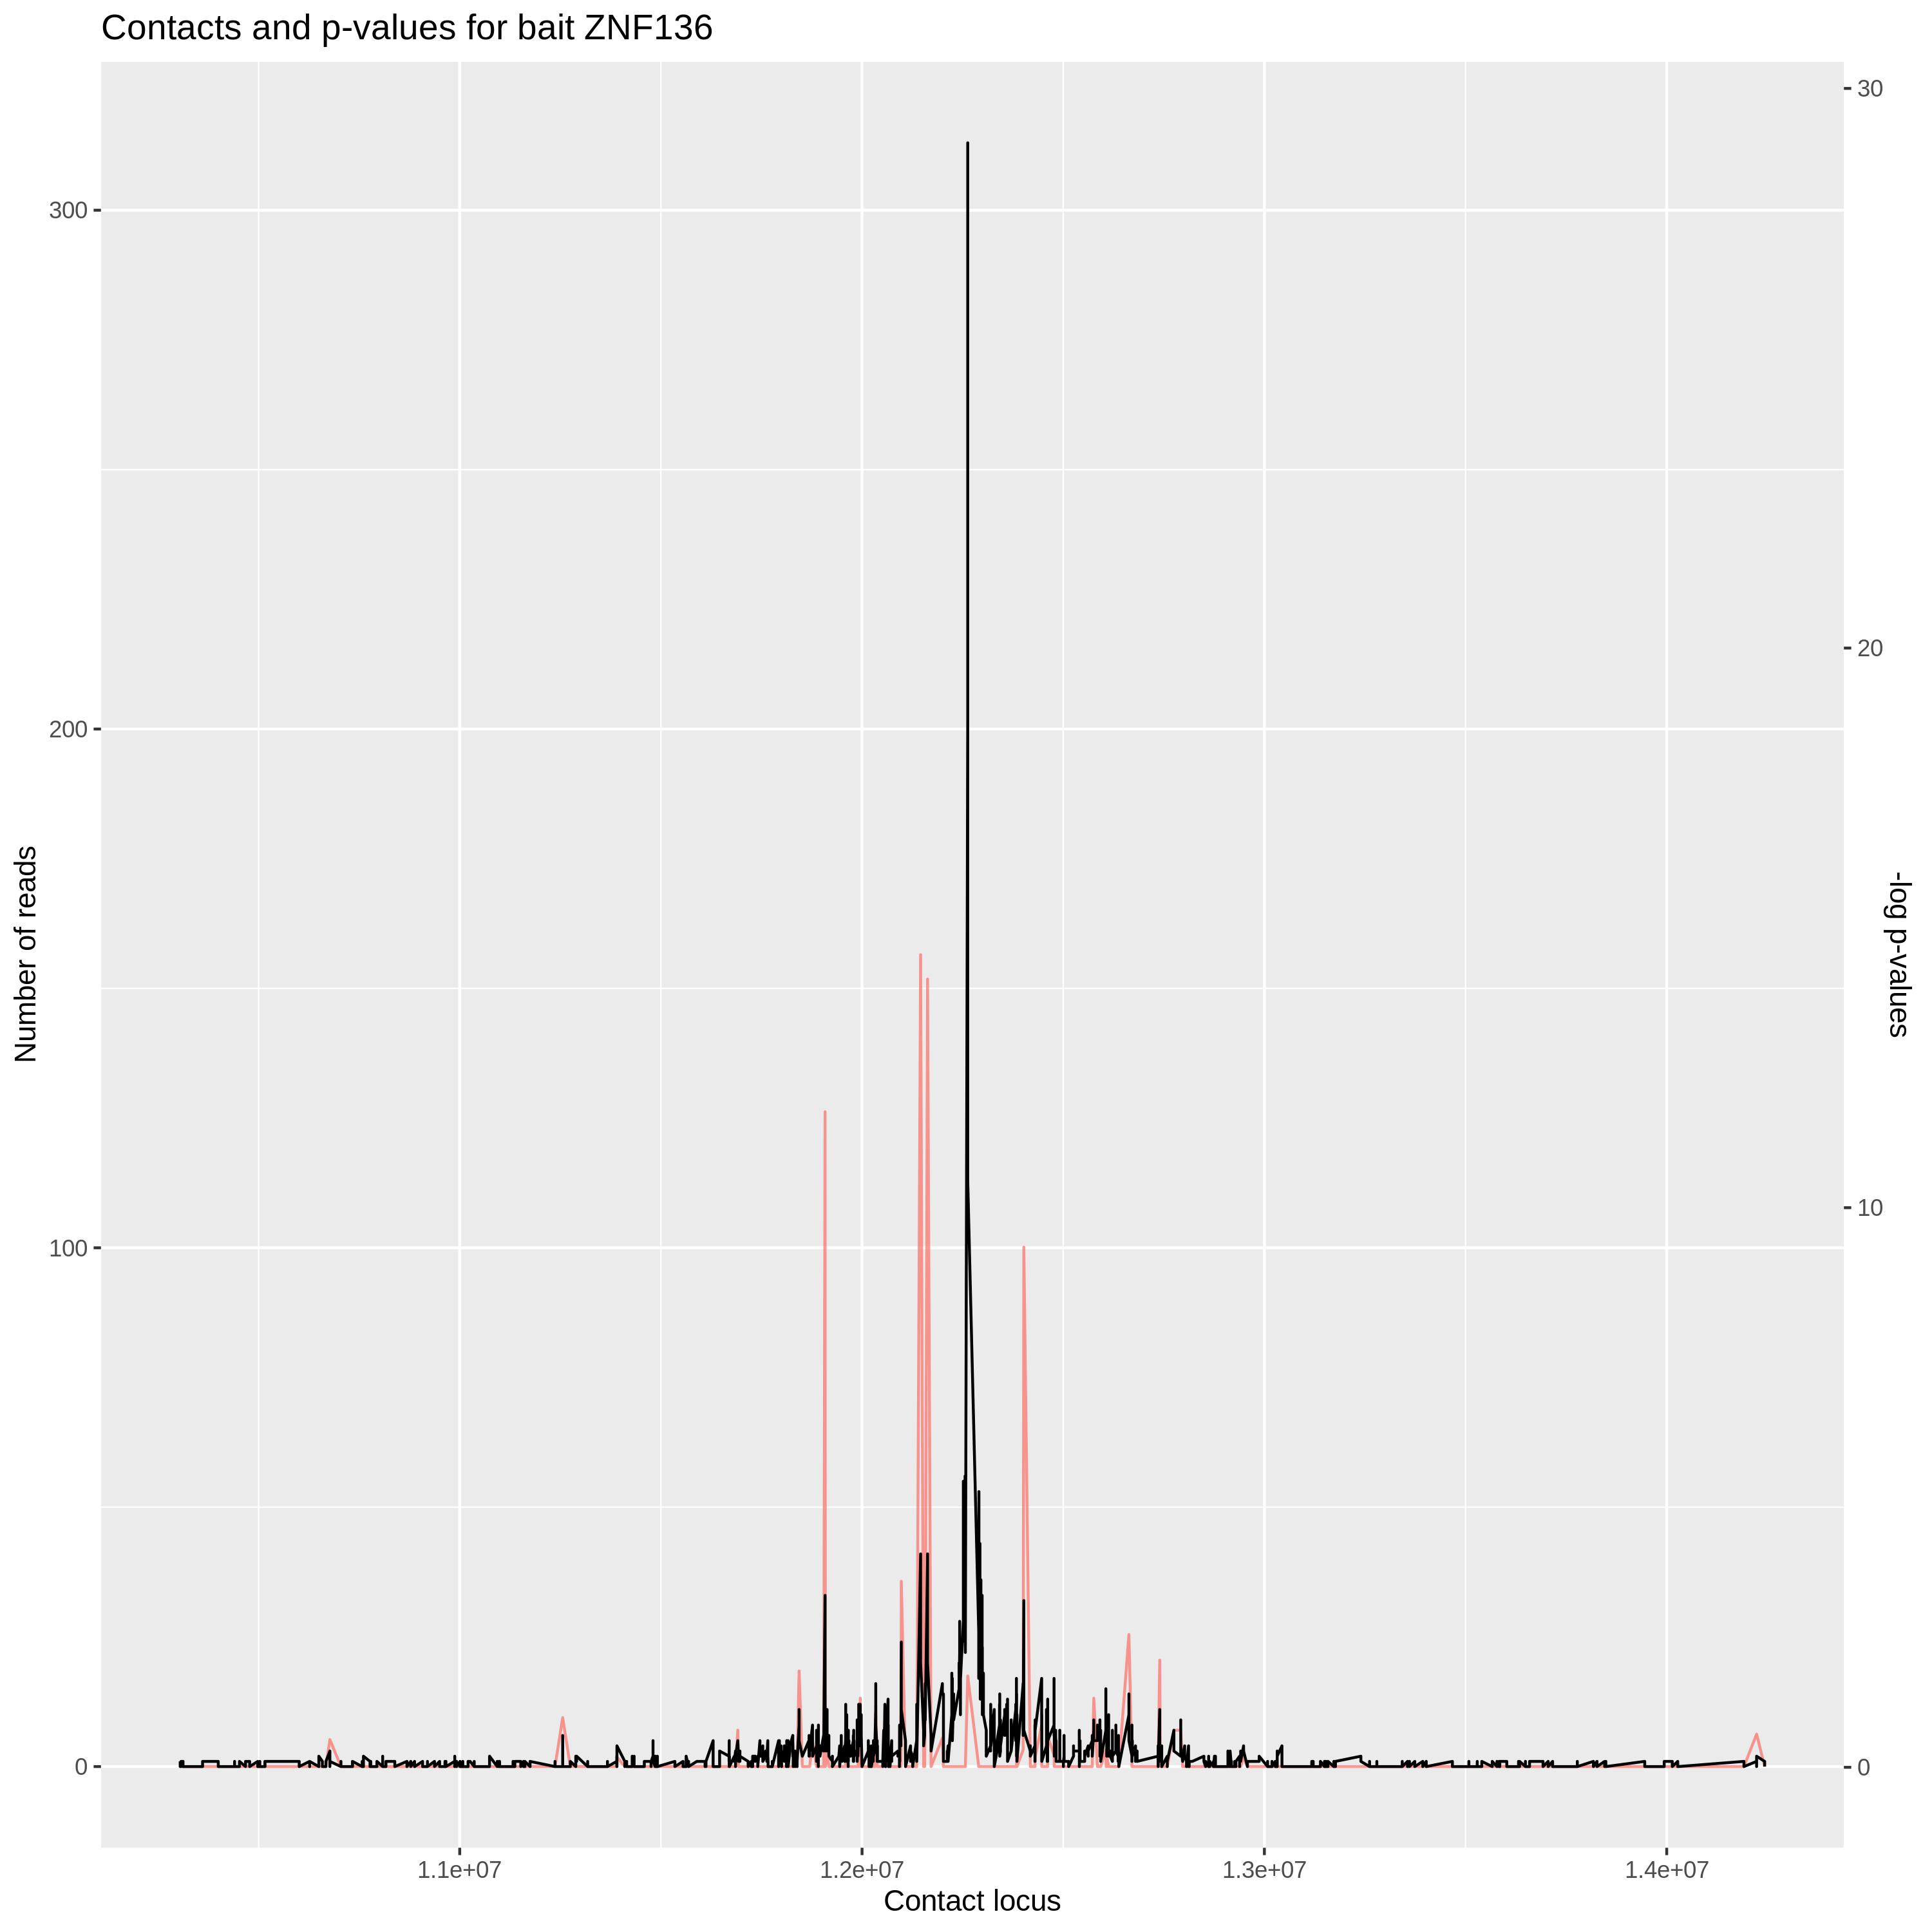 Contacts and p-values for bait ZNF136
30
300
20
200
Number of reads
-log p-values
10
100
0
0
1.1e+07
1.2e+07
1.3e+07
1.4e+07
Contact locus